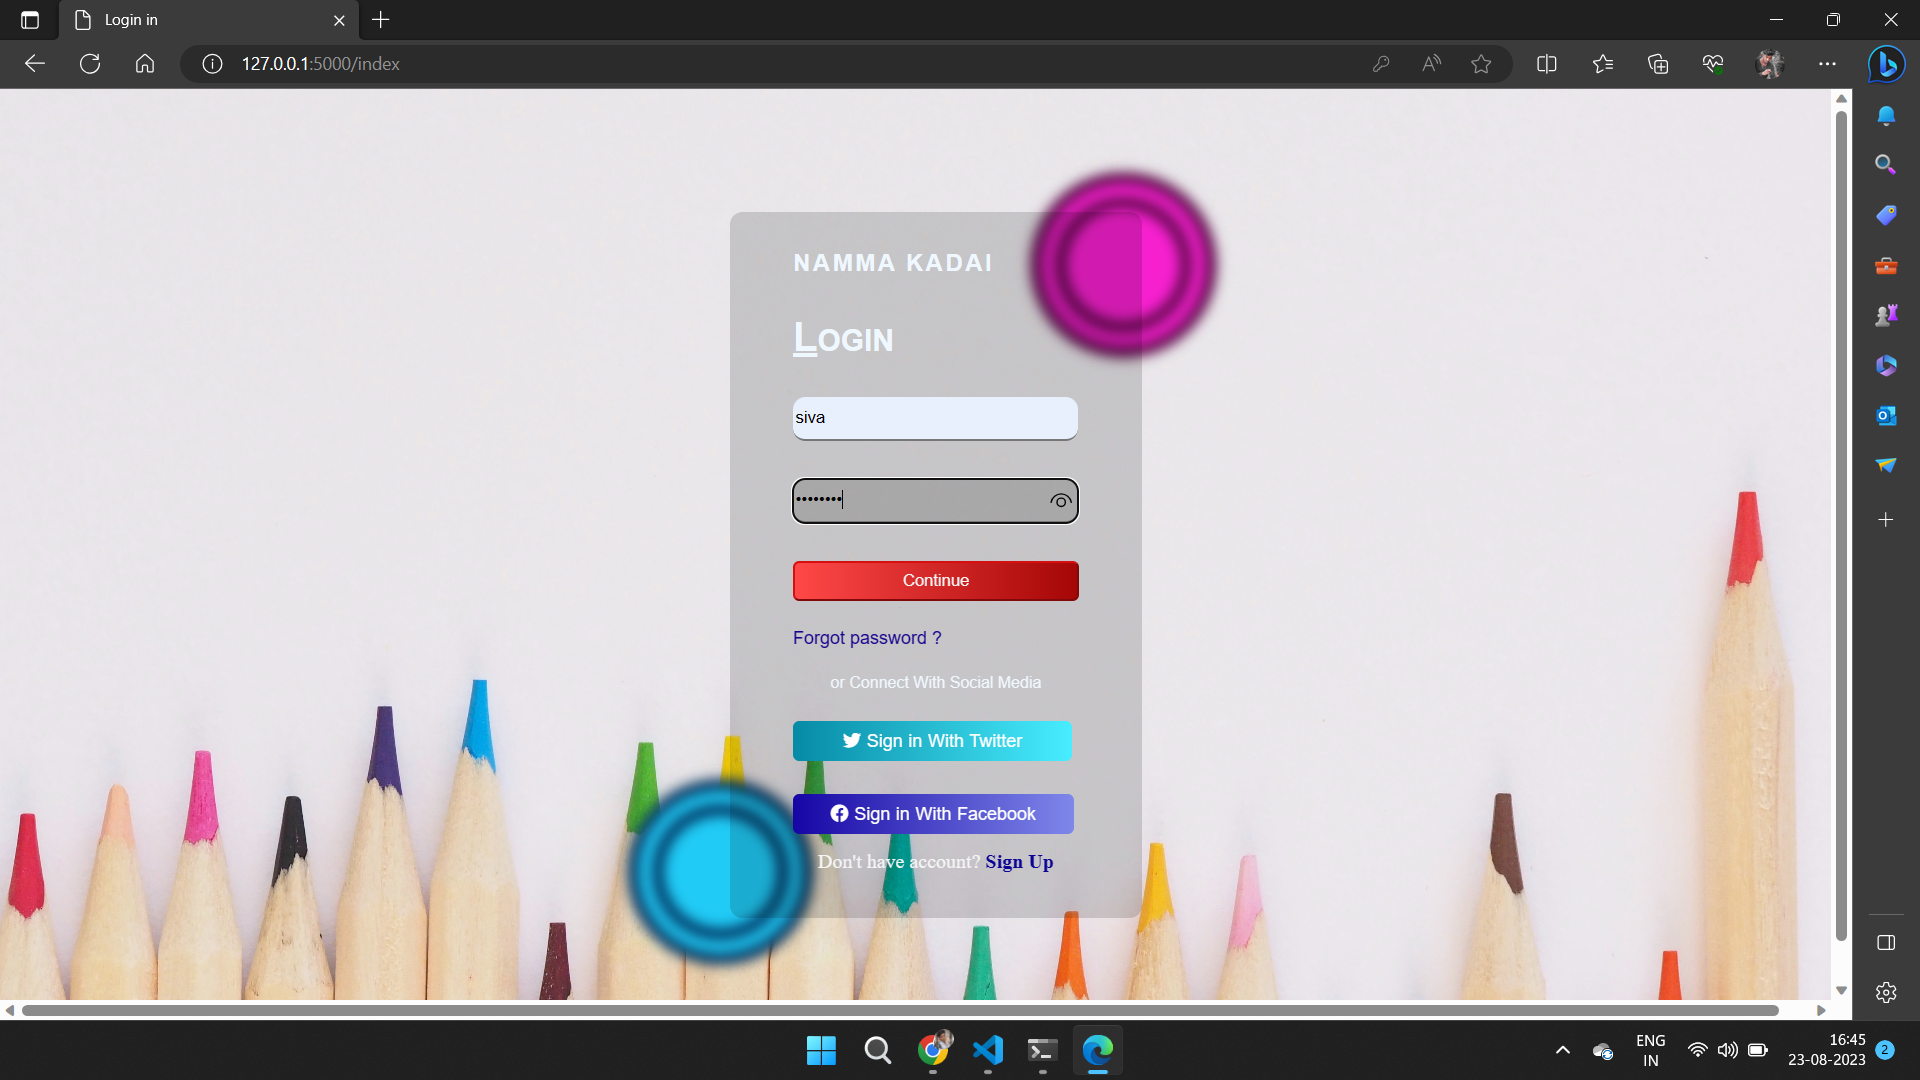 Login in
127.0.0.1:5000/index
NAMMA KADAI
LOGIN
siva
Continue
Forgot password ?
or Connect With Social Media
Sign in With Twitter
Sign in With Facebook
Don't have account? Sign Up
ENG
IN
16:45
23-08-2023
2